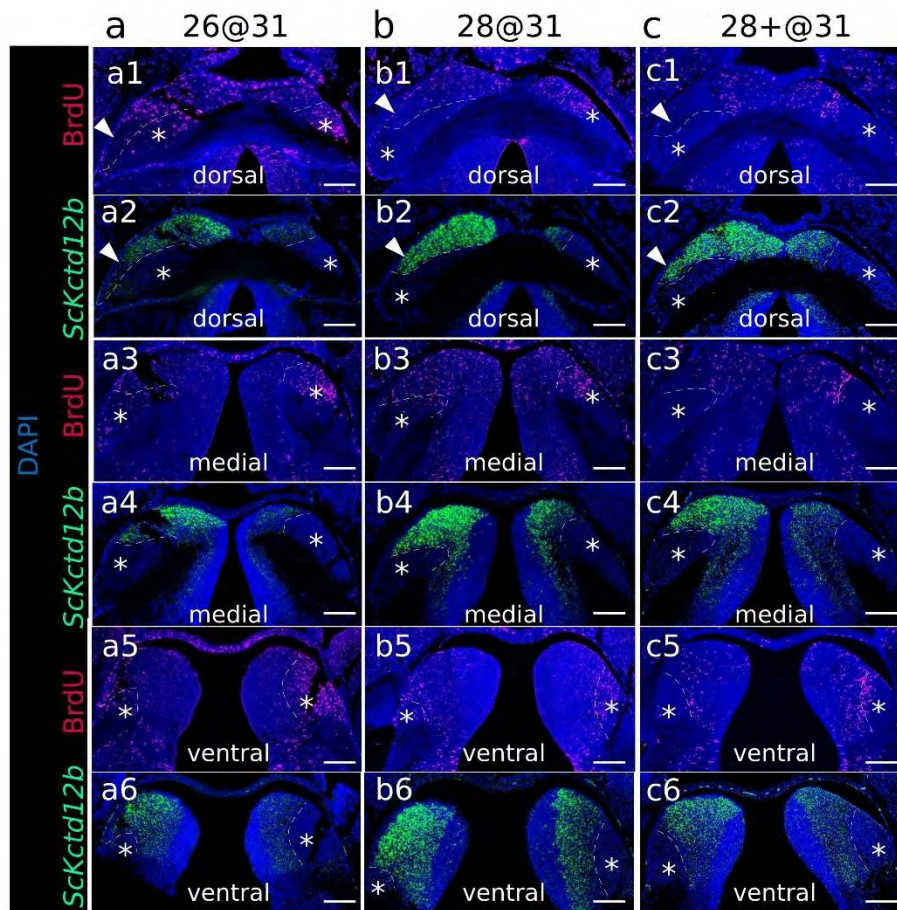 a 26@31 b 28@31 c 28+@31
DAPI
BrdU
a1 * * dorsal
b1 * * dorsal
c1 * * dorsal
ScKctd12b
a2 * * dorsal
b2 * * dorsal
c2 * * dorsal
BrdU
a3 * * medial
b3 * * medial
c3 * * medial
ScKctd12b
a4 * * medial
b4 * * medial
c4 * * medial
BrdU
a5 * * ventral
b5 * * ventral
c5 * * ventral
ScKctd12b
a6 * * ventral
b6 * * ventral
c6 * * ventral